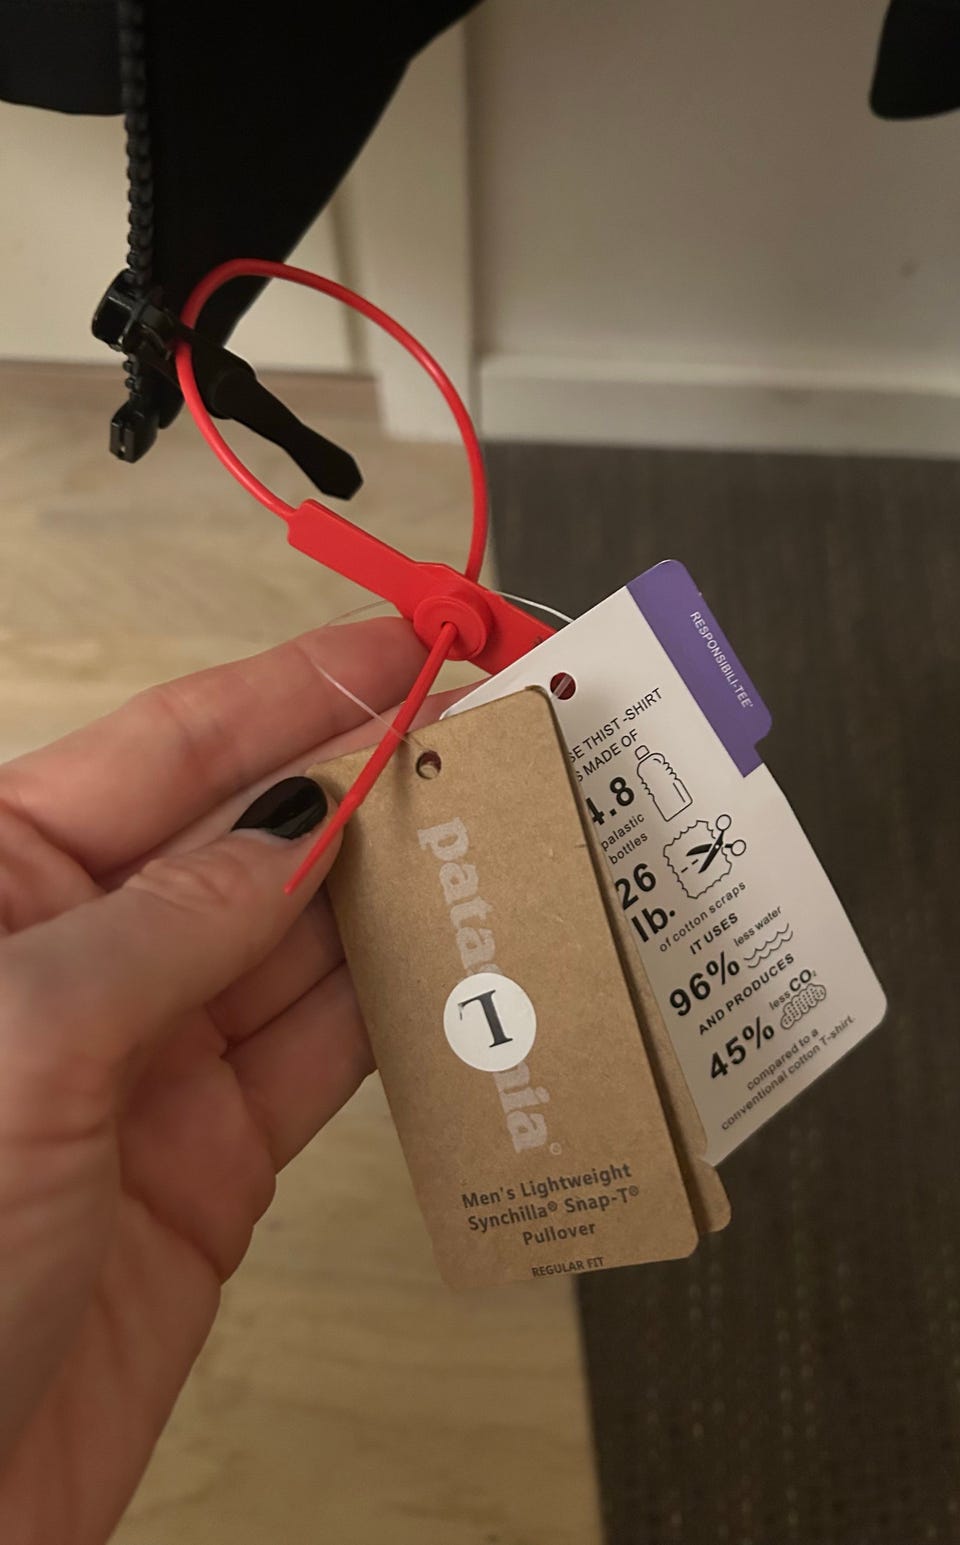 patagonia®
L
Men's Lightweight
Synchilla® Snap-T®
Pullover
REGULAR FIT
RESPONSIBILI-TEE®
SE THIST -SHIRT
S MADE OF
4.8
palastic
bottles
26
lb.
of cotton scraps
IT USES
96% less water
AND PRODUCES
45% less CO₂
compared to a
conventional cotton T-shirt.